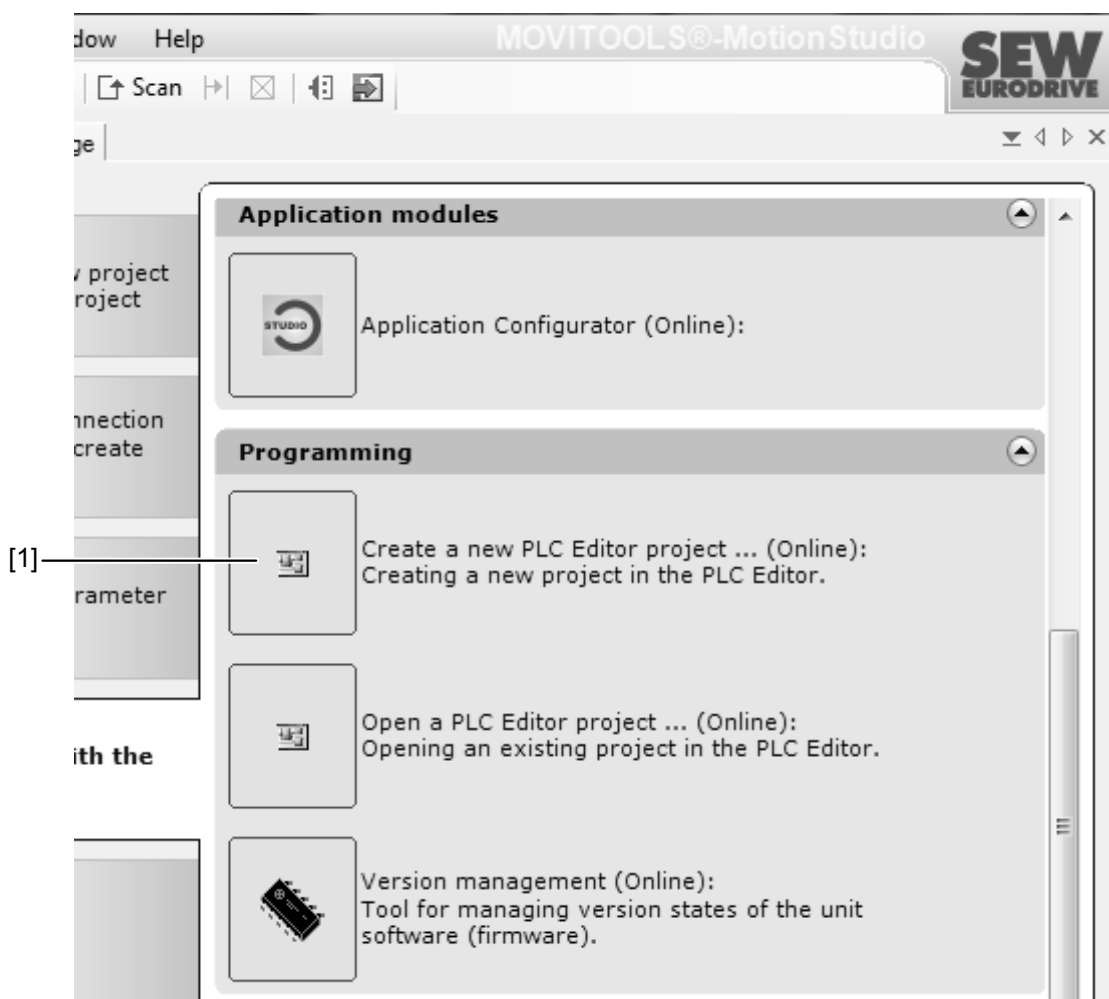 dow Help MOVITOOLS®-MotionStudio SEW
EURODRIVE
Scan
ge
Application modules
w project
roject
STUDIO
Application Configurator (Online):
nnection
create
Programming
[1]
Create a new PLC Editor project ... (Online):
Creating a new project in the PLC Editor.
rameter
Open a PLC Editor project ... (Online):
Opening an existing project in the PLC Editor.
ith the
Version management (Online):
Tool for managing version states of the unit
software (firmware).